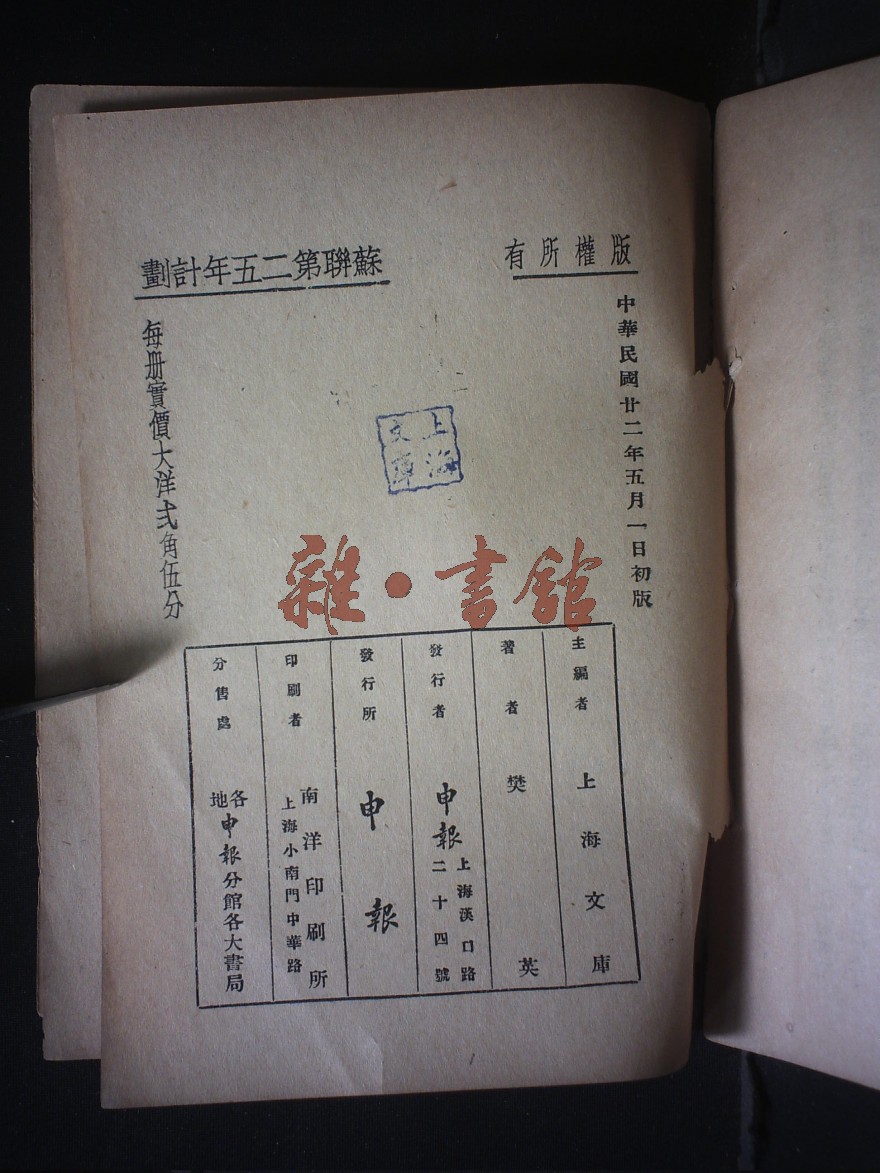 版權所有
中華民國廿二年五月一日初版
蘇聯第二五年計劃
每册實價大洋弍角伍分
上海文庫
雜·書館
主編者 上海文庫
著者 樊英
發行者 申報 上海漢口路二十四號
發行所 申報
印刷者 南洋印刷所
上海小南門中華路
分售處 各地申報分館各大書局